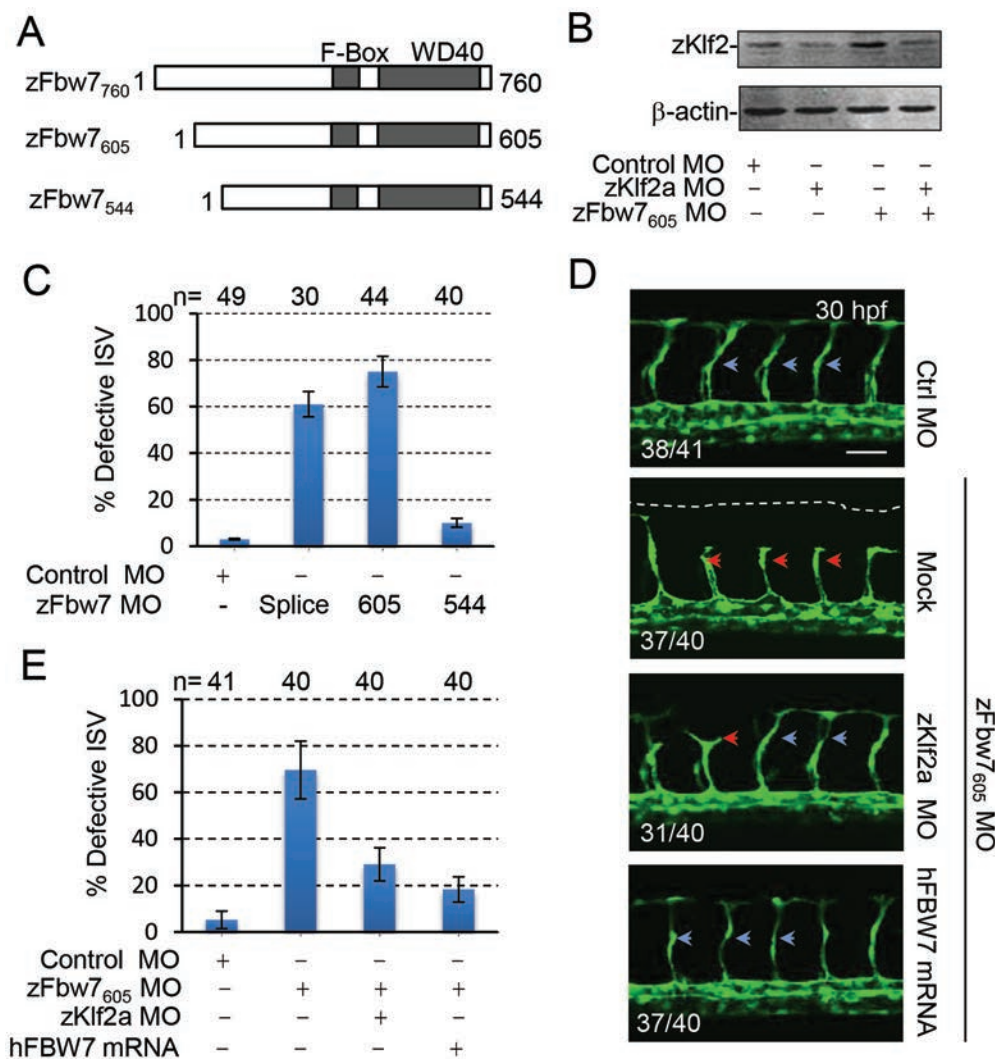 A
F-Box WD40
zFbw7760 1 760
zFbw7605 1 605
zFbw7544 1 544
B
zKlf2-
β-actin-
Control MO + – – –
zKlf2a MO – + – +
zFbw7605 MO – – + +
C
n= 49 30 44 40
100
80
60
40
20
0
% Defective ISV
Control MO + – – –
zFbw7 MO - Splice 605 544
D
30 hpf
38/41
Ctrl MO
37/40
Mock
31/40
zKlf2a MO
37/40
hFBW7 mRNA
zFbw7605 MO
E
n= 41 40 40 40
100
80
60
40
20
0
% Defective ISV
Control MO + – – –
zFbw7605 MO – + + +
zKlf2a MO – – + –
hFBW7 mRNA – – – +